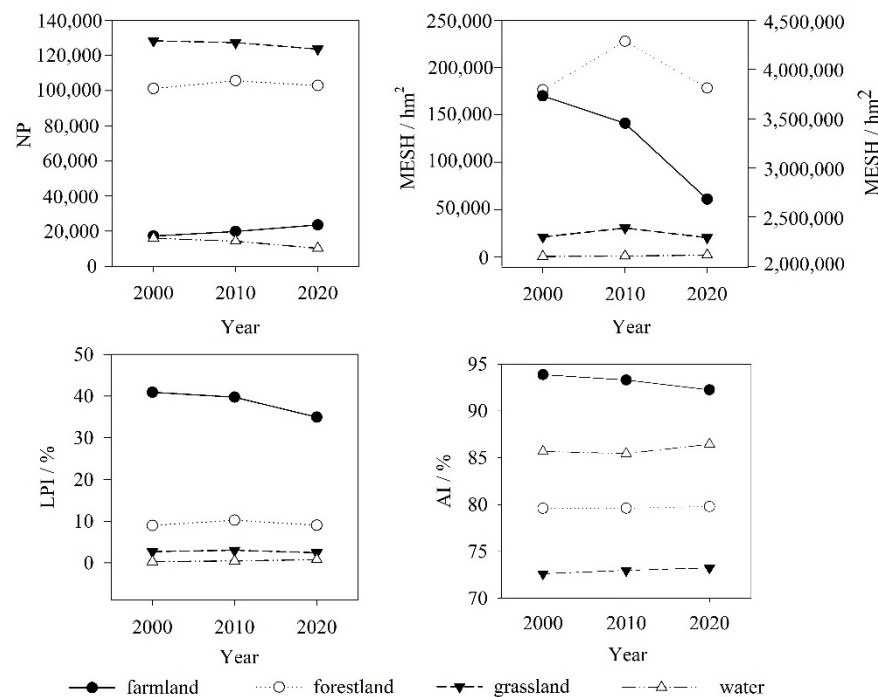 140,000
120,000
100,000
80,000
60,000
40,000
20,000
0
NP
2000 2010 2020
Year
250,000
200,000
150,000
100,000
50,000
0
MESH / hm²
4,500,000
4,000,000
3,500,000
3,000,000
2,500,000
2,000,000
MESH / hm²
2000 2010 2020
Year
50
40
30
20
10
0
LPI / %
2000 2010 2020
Year
95
90
85
80
75
70
AI / %
2000 2010 2020
Year
farmland forestland grassland water